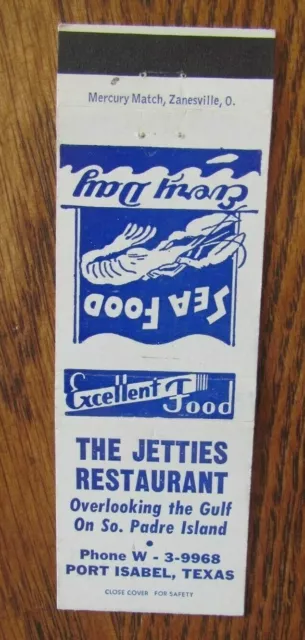 Mercury Match, Zanesville, O.
Every Day
SEA FOOD
Excellent Food
THE JETTIES
RESTAURANT
Overlooking the Gulf
On So. Padre Island
•
Phone W - 3-9968
PORT ISABEL, TEXAS
CLOSE COVER FOR SAFETY